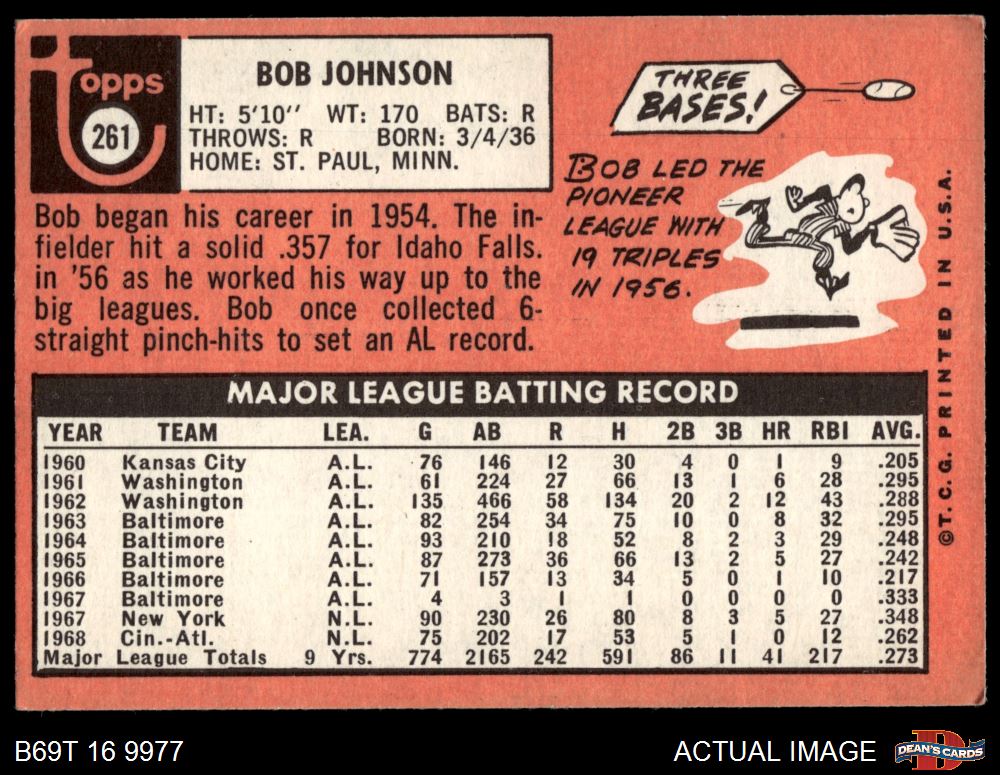 topps
261
BOB JOHNSON
HT: 5'10" WT: 170 BATS: R
THROWS: R BORN: 3/4/36
HOME: ST. PAUL, MINN.
Bob began his career in 1954. The in-
fielder hit a solid .357 for Idaho Falls.
in '56 as he worked his way up to the
big leagues. Bob once collected 6-
straight pinch-hits to set an AL record.
THREE
BASES!
BOB LED THE
PIONEER
LEAGUE WITH
19 TRIPLES
IN 1956.
MAJOR LEAGUE BATTING RECORD
YEAR TEAM LEA. G AB R H 2B 3B HR RBI AVG.
1960 Kansas City A.L. 76 146 12 30 4 0 1 9 .205
1961 Washington A.L. 61 224 27 66 13 1 6 28 .295
1962 Washington A.L. 135 466 58 134 20 2 12 43 .288
1963 Baltimore A.L. 82 254 34 75 10 0 8 32 .295
1964 Baltimore A.L. 93 210 18 52 8 2 3 29 .248
1965 Baltimore A.L. 87 273 36 66 13 2 5 27 .242
1966 Baltimore A.L. 71 157 13 34 5 0 1 10 .217
1967 Baltimore A.L. 4 3 1 1 0 0 0 0 .333
1967 New York N.L. 90 230 26 80 8 3 5 27 .348
1968 Cin.-Atl. N.L. 75 202 17 53 5 1 0 12 .262
Major League Totals 9 Yrs. 774 2165 242 591 86 11 41 217 .273
©T. C. G. PRINTED IN U.S.A.
B69T 16 9977
ACTUAL IMAGE
DEAN'S CARDS